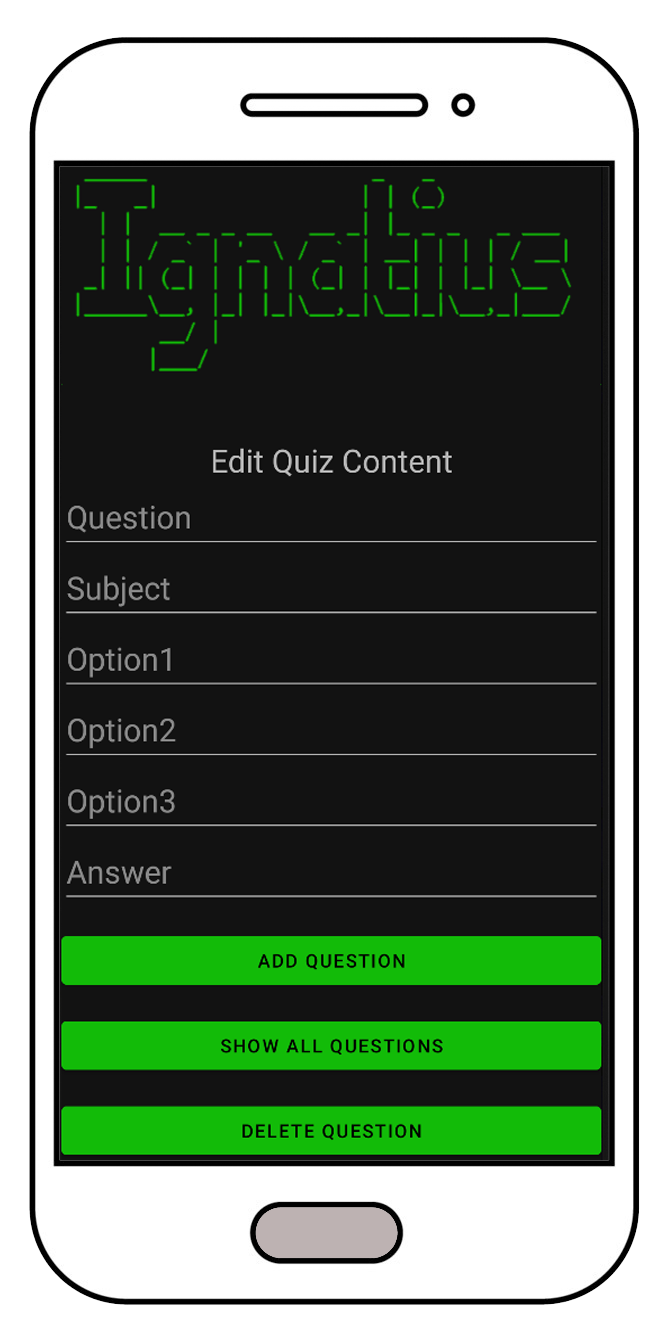 Ignatius
Edit Quiz Content
Question
Subject
Option1
Option2
Option3
Answer
ADD QUESTION
SHOW ALL QUESTIONS
DELETE QUESTION